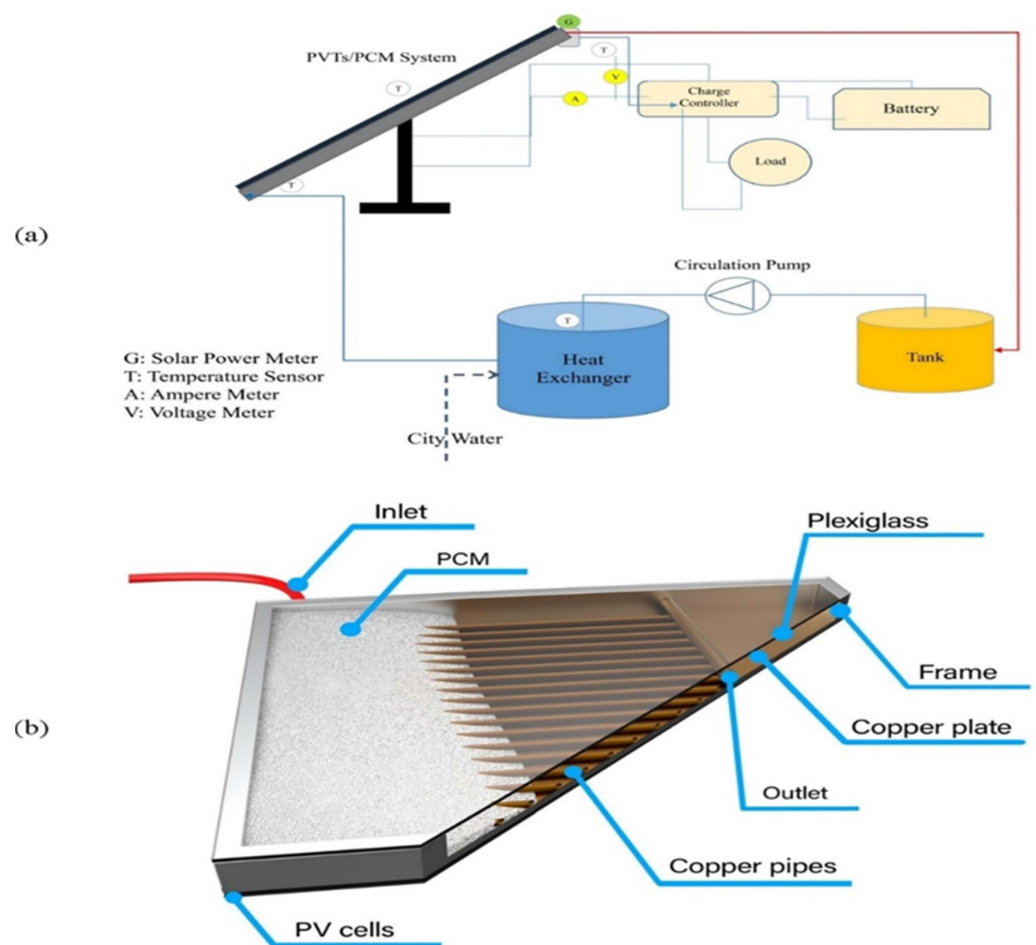 G
PVTs/PCM System
T
T
V
A
Charge
Controller
Battery
Load
T
(a)
Circulation Pump
T
Heat
Exchanger
Tank
G: Solar Power Meter
T: Temperature Sensor
A: Ampere Meter
V: Voltage Meter
City Water
Inlet
Plexiglass
PCM
Frame
(b)
Copper plate
Outlet
Copper pipes
PV cells